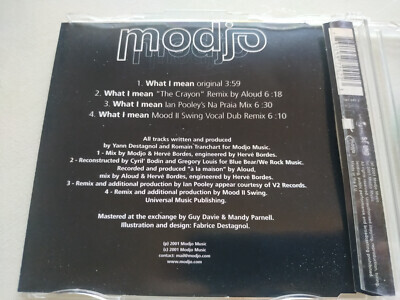 modjo
1. What I mean original 3:59
2. What I mean "The Crayon" Remix by Aloud 6:18
3. What I mean Ian Pooley's Na Praia Mix 6:30
4. What I mean Mood II Swing Vocal Dub Remix 6:10
All tracks written and produced
by Yann Destagnol and Romain Tranchart for Modjo Music.
1 - Mix by Modjo & Hervé Bordes, engineered by Hervé Bordes.
2 - Reconstructed by Cyril' Bodin and Gregory Louis for Blue Bear/We Rock Music.
Recorded and produced "à la maison" by Aloud,
mix by Aloud & Hervé Bordes, engineered by Hervé Bordes.
3 - Remix and additional production by Ian Pooley appear courtesy of V2 Records.
4 - Remix and additional production by Mood II Swing.
Universal Music Publishing.
Mastered at the exchange by Guy Davie & Mandy Parnell.
Illustration and design: Fabrice Destagnol.
(p) 2001 Modjo Music
(c) 2001 Modjo Music
contact: mail@modjo.com
www.modjo.com